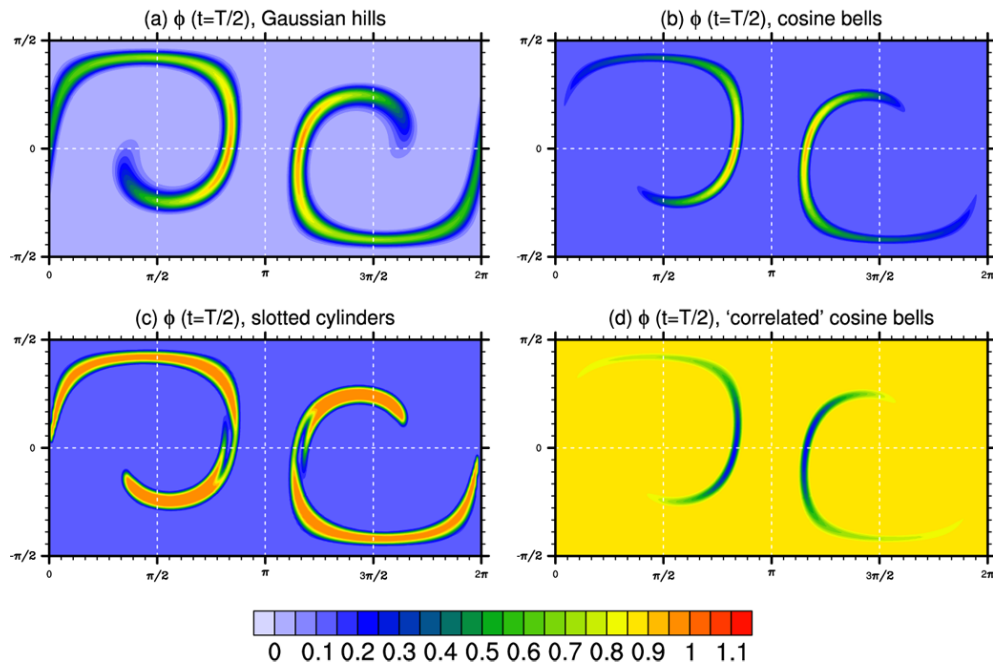 (a) ϕ (t=T/2), Gaussian hills
π/2
0
-π/2
0 π/2 π 3π/2 2π
(b) ϕ (t=T/2), cosine bells
π/2
0
-π/2
0 π/2 π 3π/2 2π
(c) ϕ (t=T/2), slotted cylinders
π/2
0
-π/2
0 π/2 π 3π/2 2π
(d) ϕ (t=T/2), ‘correlated’ cosine bells
π/2
0
-π/2
0 π/2 π 3π/2 2π
0 0.1 0.2 0.3 0.4 0.5 0.6 0.7 0.8 0.9 1 1.1